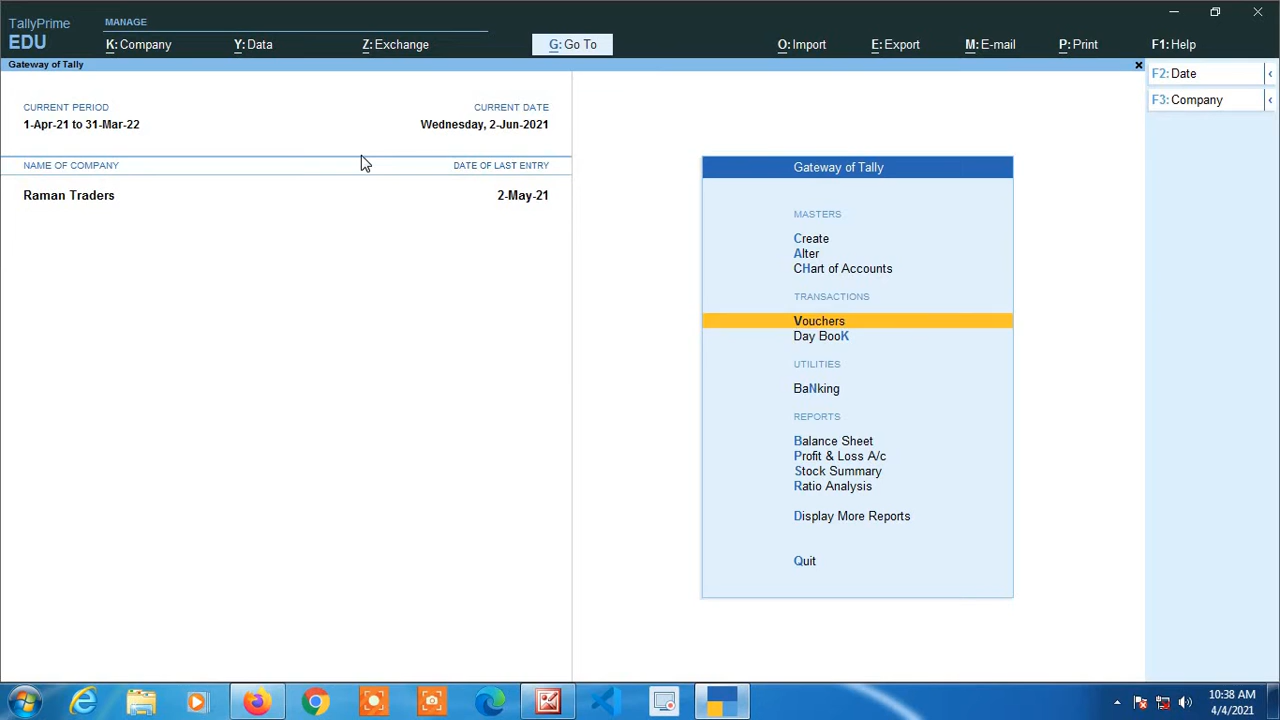 TallyPrime
EDU
MANAGE
K: Company
Y: Data
Z: Exchange
G: Go To
O: Import
E: Export
M: E-mail
P: Print
F1: Help
Gateway of Tally
CURRENT PERIOD
CURRENT DATE
1-Apr-21 to 31-Mar-22
Wednesday, 2-Jun-2021
NAME OF COMPANY
DATE OF LAST ENTRY
Raman Traders
2-May-21
Gateway of Tally
MASTERS
Create
Alter
CHart of Accounts
TRANSACTIONS
Vouchers
Day BooK
UTILITIES
BaNking
REPORTS
Balance Sheet
Profit & Loss A/c
Stock Summary
Ratio Analysis
Display More Reports
Quit
F2: Date
F3: Company
10:38 AM
4/4/2021